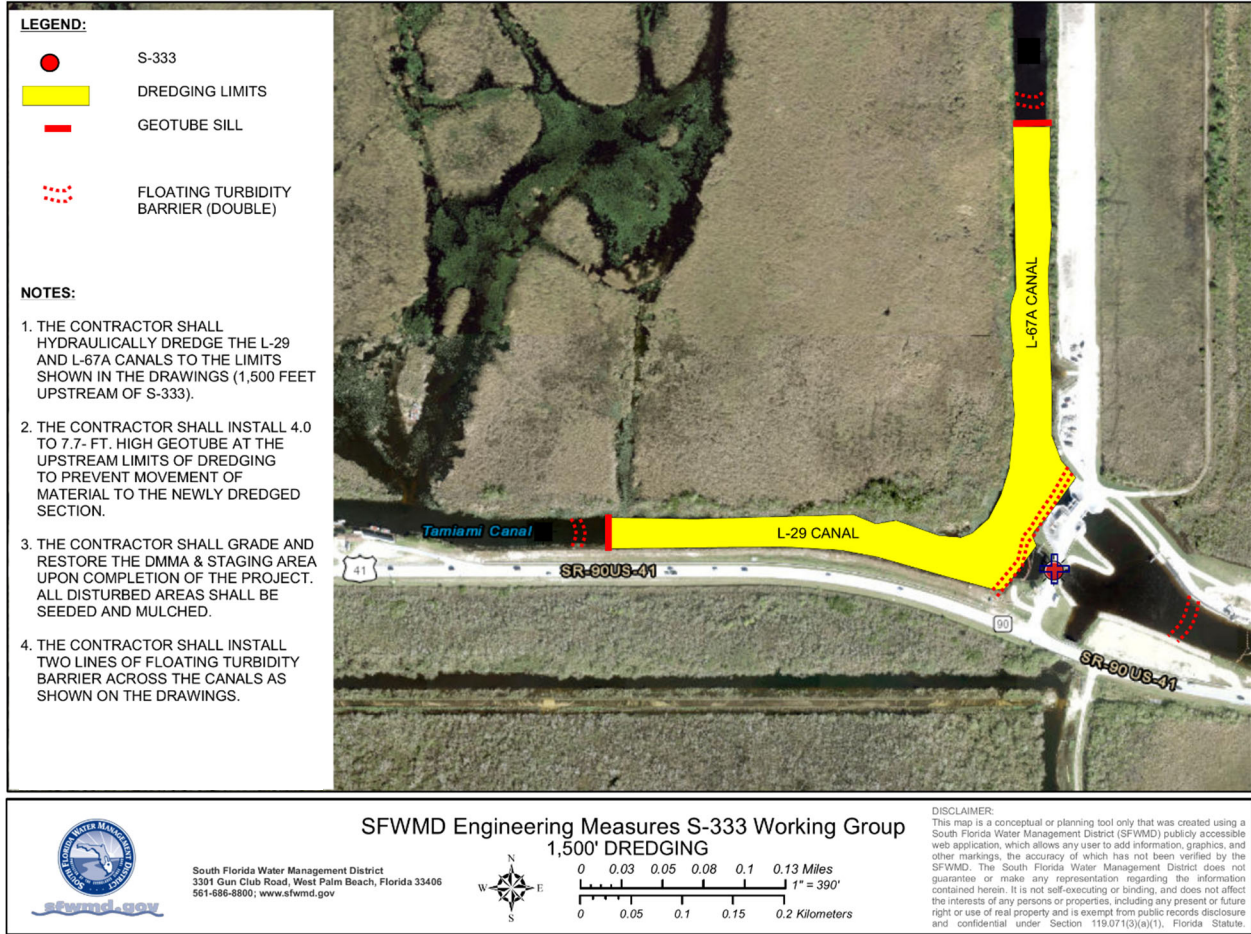 LEGEND:
S-333
DREDGING LIMITS
GEOTUBE SILL
FLOATING TURBIDITY
BARRIER (DOUBLE)
NOTES:
1. THE CONTRACTOR SHALL
HYDRAULICALLY DREDGE THE L-29
AND L-67A CANALS TO THE LIMITS
SHOWN IN THE DRAWINGS (1,500 FEET
UPSTREAM OF S-333).
2. THE CONTRACTOR SHALL INSTALL 4.0
TO 7.7- FT. HIGH GEOTUBE AT THE
UPSTREAM LIMITS OF DREDGING
TO PREVENT MOVEMENT OF
MATERIAL TO THE NEWLY DREDGED
SECTION.
3. THE CONTRACTOR SHALL GRADE AND
RESTORE THE DMMA & STAGING AREA
UPON COMPLETION OF THE PROJECT.
ALL DISTURBED AREAS SHALL BE
SEEDED AND MULCHED.
4. THE CONTRACTOR SHALL INSTALL
TWO LINES OF FLOATING TURBIDITY
BARRIER ACROSS THE CANALS AS
SHOWN ON THE DRAWINGS.
L-67A CANAL
Tamiami Canal
L-29 CANAL
41
SR-90US-41
90
SR-90 US-41
SOUTH FLORIDA WATER MANAGEMENT DISTRICT
sfwmd.gov
South Florida Water Management District
3301 Gun Club Road, West Palm Beach, Florida 33406
561-686-8800; www.sfwmd.gov
SFWMD Engineering Measures S-333 Working Group
1,500' DREDGING
N
W E
S
0 0.03 0.05 0.08 0.1 0.13 Miles
1" = 390'
0 0.05 0.1 0.15 0.2 Kilometers
DISCLAIMER:
This map is a conceptual or planning tool only that was created using a
South Florida Water Management District (SFWMD) publicly accessible
web application, which allows any user to add information, graphics, and
other markings, the accuracy of which has not been verified by the
SFWMD. The South Florida Water Management District does not
guarantee or make any representation regarding the information
contained herein. It is not self-executing or binding, and does not affect
the interests of any persons or properties, including any present or future
right or use of real property and is exempt from public records disclosure
and confidential under Section 119.071(3)(a)(1), Florida Statute.